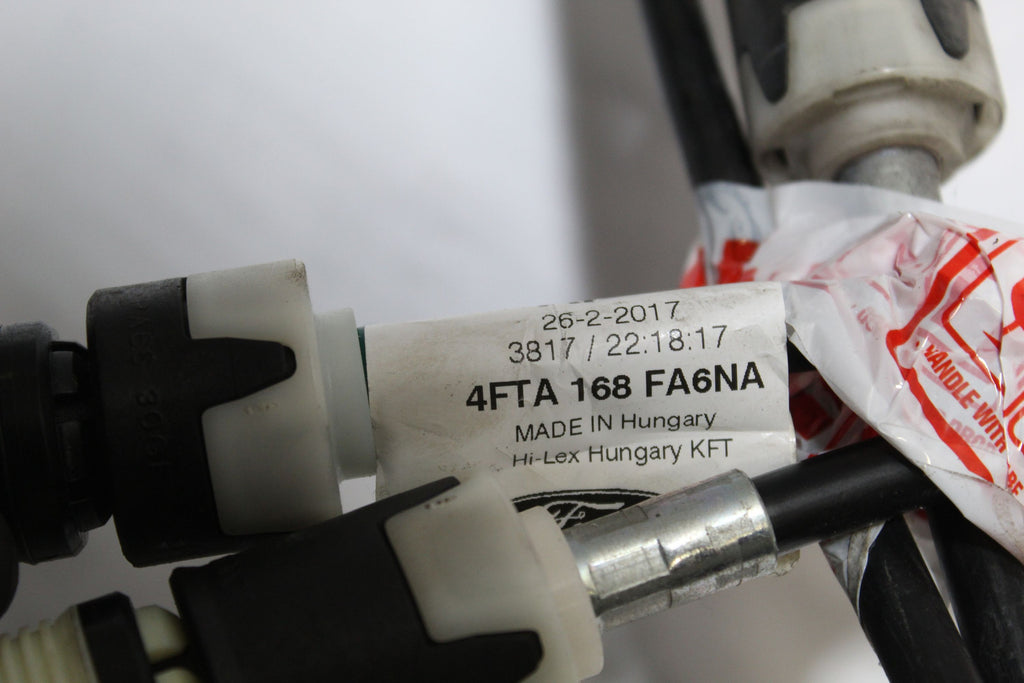 26-2-2017
3817 / 22:18:17
4FTA 168 FA6NA
MADE IN Hungary
Hi-Lex Hungary KFT
HANDLE WITH